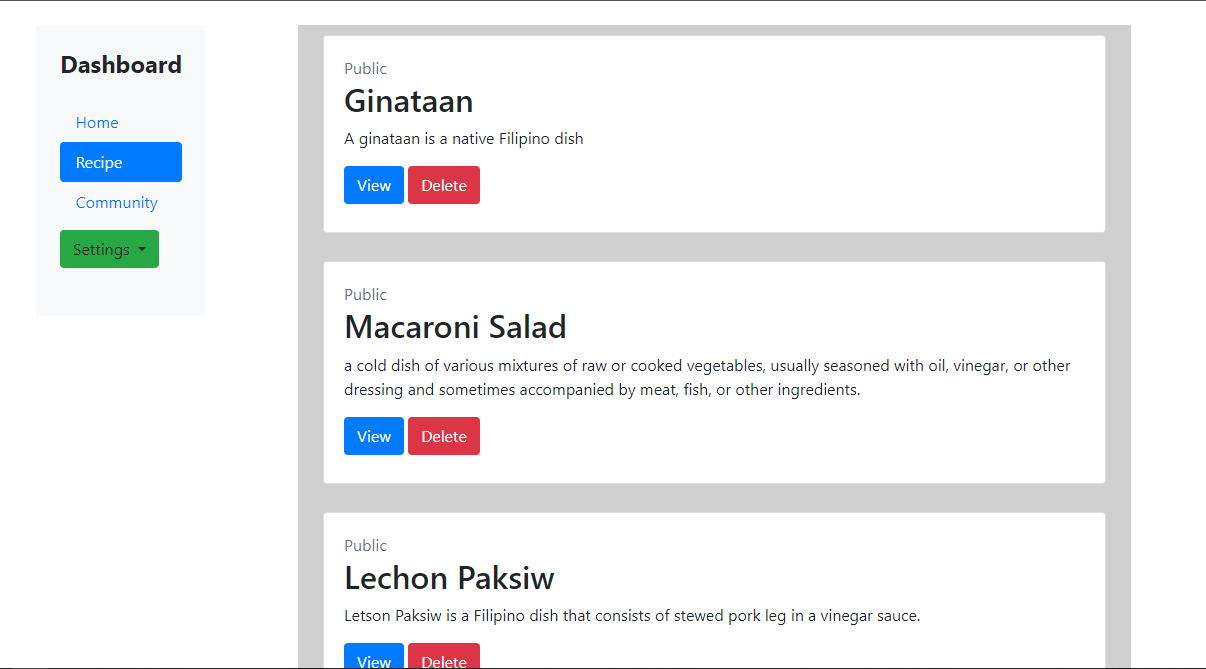 Dashboard
Home
Recipe
Community
Settings
Public
Ginataan
A ginataan is a native Filipino dish
View Delete
Public
Macaroni Salad
a cold dish of various mixtures of raw or cooked vegetables, usually seasoned with oil, vinegar, or other
dressing and sometimes accompanied by meat, fish, or other ingredients.
View Delete
Public
Lechon Paksiw
Letson Paksiw is a Filipino dish that consists of stewed pork leg in a vinegar sauce.
View Delete